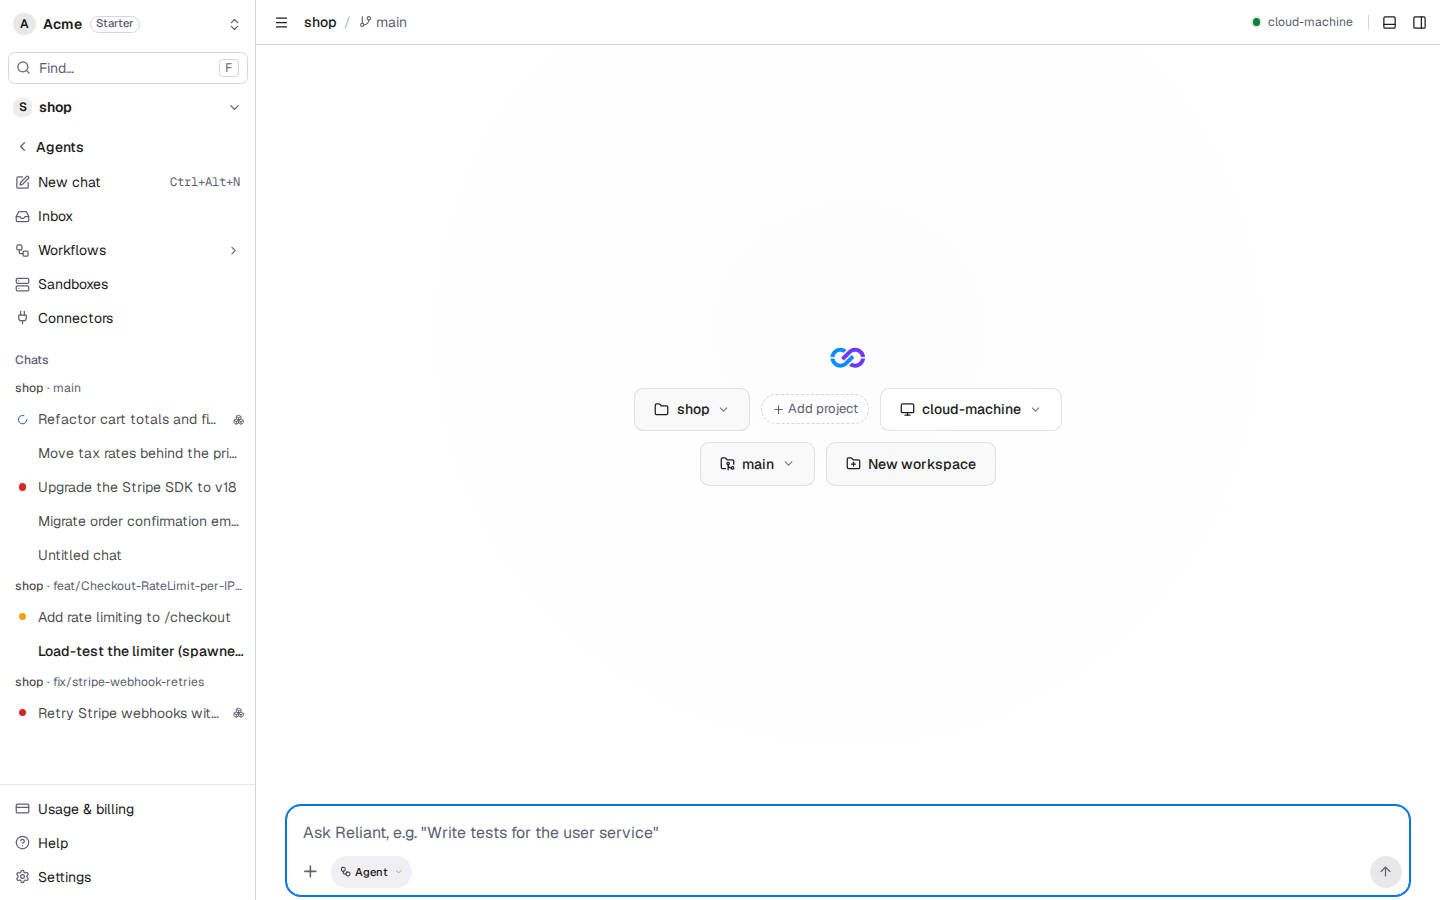 A Acme Starter
Find... F
S shop
Agents
New chat Ctrl+Alt+N
Inbox
Workflows
Sandboxes
Connectors
Chats
shop · main
Refactor cart totals and fi...
Move tax rates behind the pri...
Upgrade the Stripe SDK to v18
Migrate order confirmation em...
Untitled chat
shop · feat/Checkout-RateLimit-per-IP...
Add rate limiting to /checkout
Load-test the limiter (spawne...
shop · fix/stripe-webhook-retries
Retry Stripe webhooks wit...
Usage & billing
Help
Settings
shop / main
cloud-machine
shop
Add project
cloud-machine
main
New workspace
Ask Reliant, e.g. "Write tests for the user service"
Agent